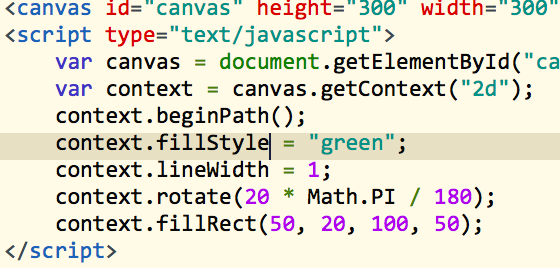 <canvas id="canvas" height="300" width="300"
<script type="text/javascript">
var canvas = document.getElementById("ca
var context = canvas.getContext("2d");
context.beginPath();
context.fillStyle = "green";
context.lineWidth = 1;
context.rotate(20 * Math.PI / 180);
context.fillRect(50, 20, 100, 50);
</script>